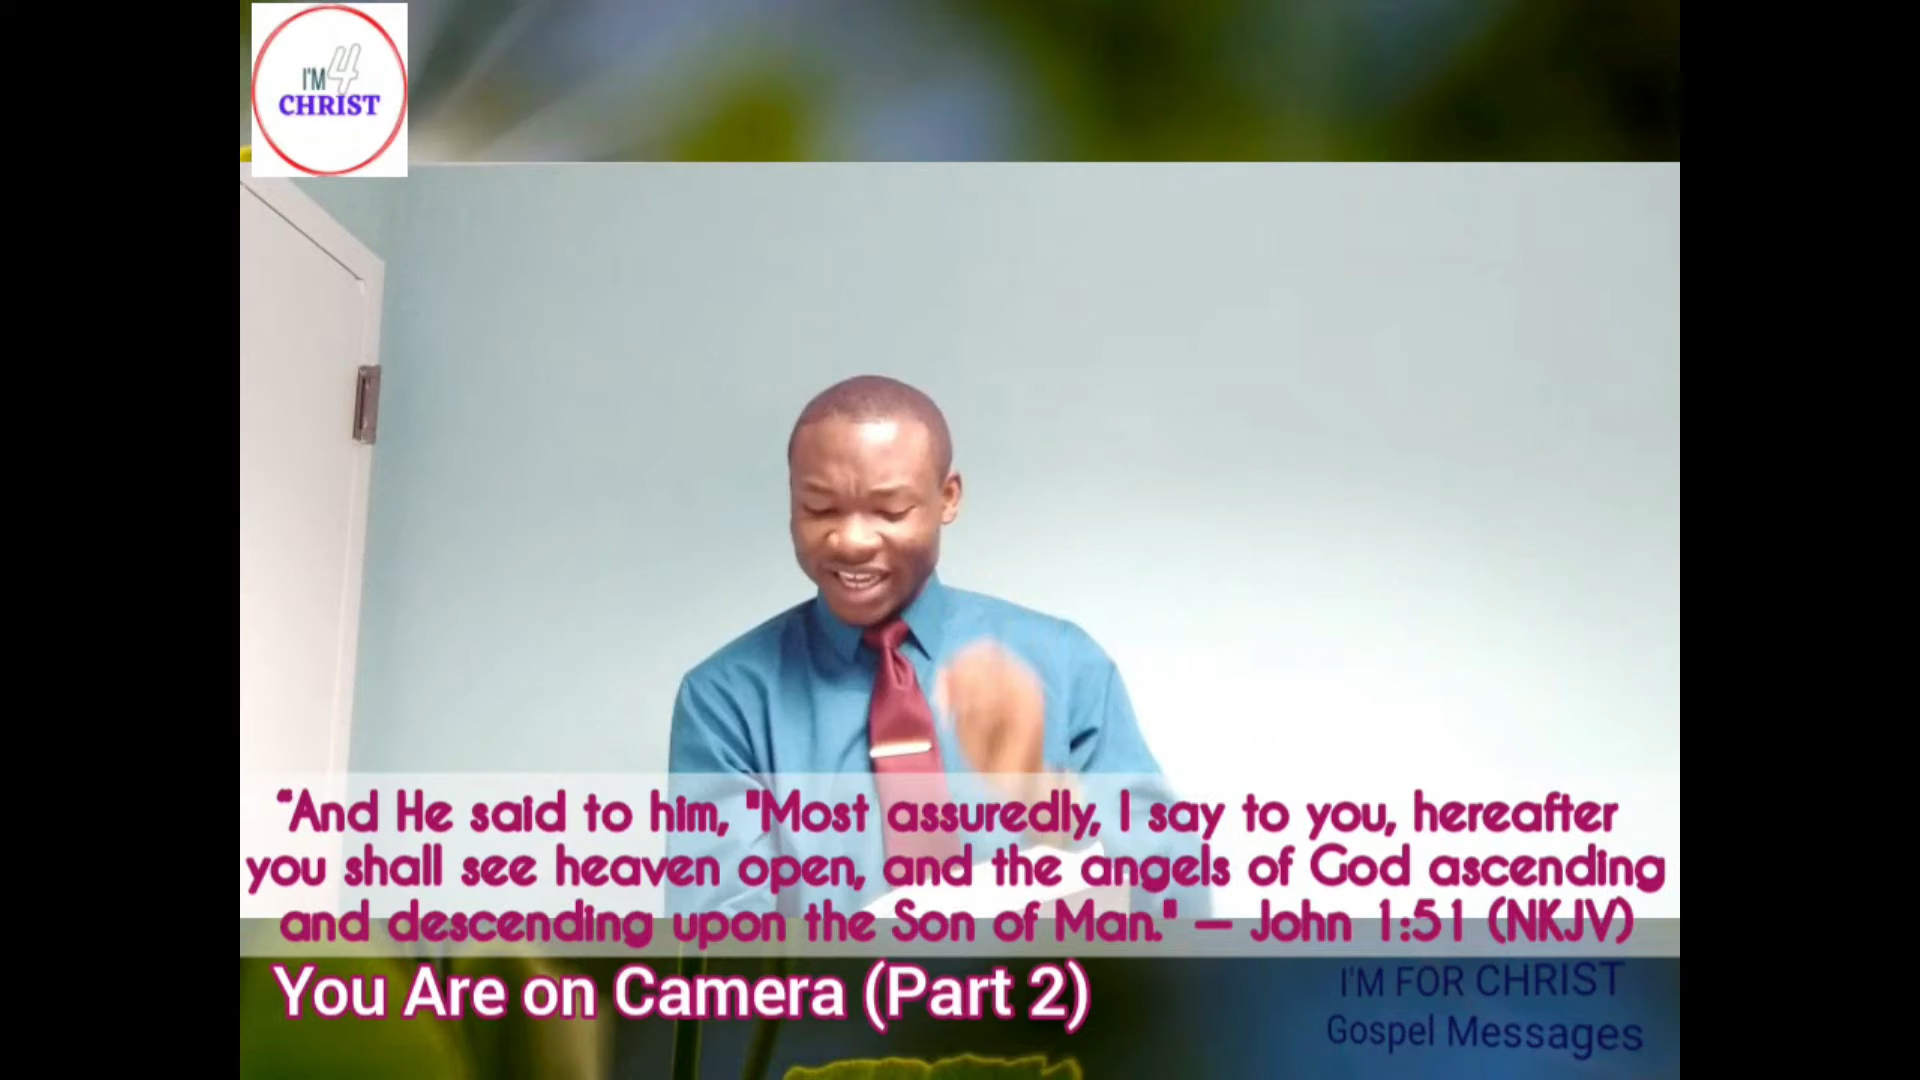 I'M 4
CHRIST
“And He said to him, "Most assuredly, I say to you, hereafter
you shall see heaven open, and the angels of God ascending
and descending upon the Son of Man." — John 1:51 (NKJV)
You Are on Camera (Part 2)
I'M FOR CHRIST
Gospel Messages